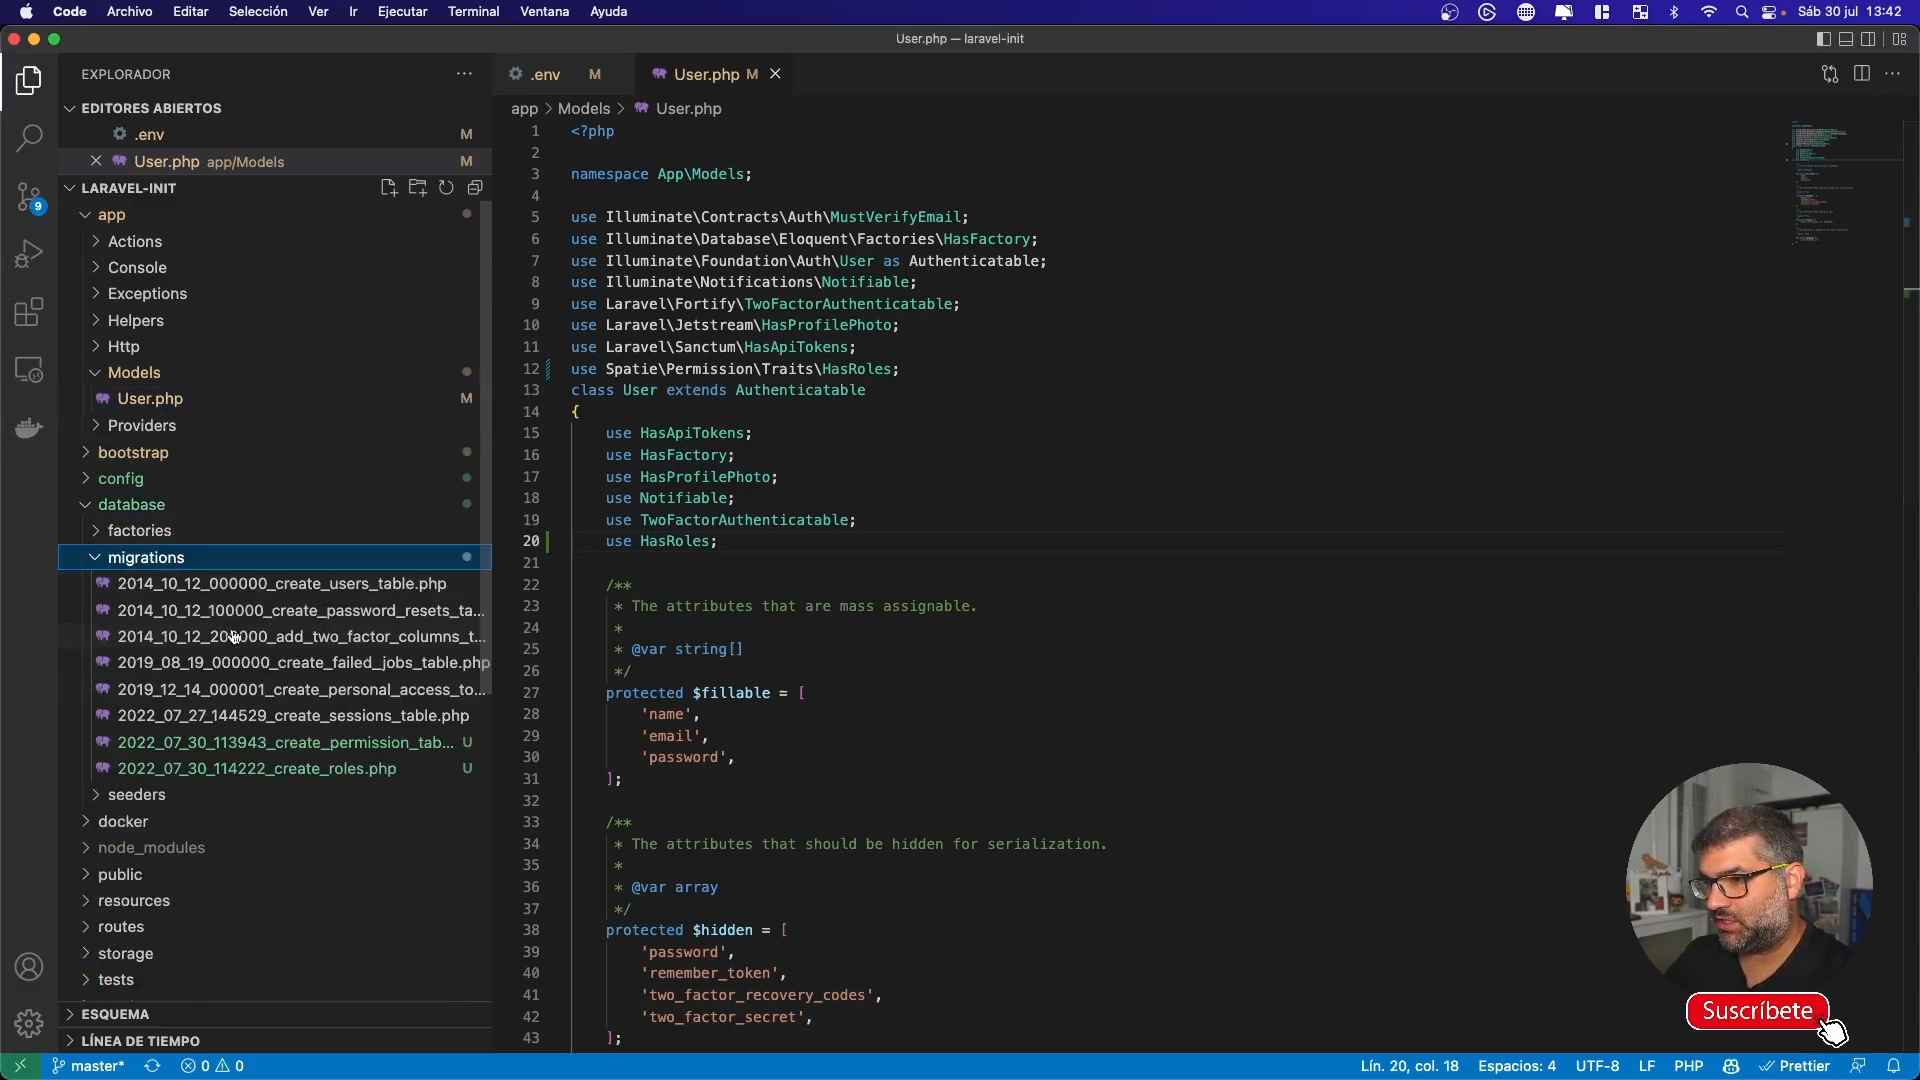 Code Archivo Editar Selección Ver Ir Ejecutar Terminal Ventana Ayuda Sáb 30 jul 13:42
User.php — laravel-init
EXPLORADOR
EDITORES ABIERTOS
.env M
User.php app/Models M
LARAVEL-INIT
9
app
Actions
Console
Exceptions
Helpers
Http
Models
User.php M
Providers
bootstrap
config
database
factories
migrations
2014_10_12_000000_create_users_table.php
2014_10_12_100000_create_password_resets_ta...
2014_10_12_200000_add_two_factor_columns_t...
2019_08_19_000000_create_failed_jobs_table.php
2019_12_14_000001_create_personal_access_to...
2022_07_27_144529_create_sessions_table.php
2022_07_30_113943_create_permission_tab... U
2022_07_30_114222_create_roles.php U
seeders
docker
node_modules
public
resources
routes
storage
tests
ESQUEMA
LÍNEA DE TIEMPO
.env M User.php M
app > Models > User.php
1 <?php
2
3 namespace App\Models;
4
5 use Illuminate\Contracts\Auth\MustVerifyEmail;
6 use Illuminate\Database\Eloquent\Factories\HasFactory;
7 use Illuminate\Foundation\Auth\User as Authenticatable;
8 use Illuminate\Notifications\Notifiable;
9 use Laravel\Fortify\TwoFactorAuthenticatable;
10 use Laravel\Jetstream\HasProfilePhoto;
11 use Laravel\Sanctum\HasApiTokens;
12 use Spatie\Permission\Traits\HasRoles;
13 class User extends Authenticatable
14 {
15 use HasApiTokens;
16 use HasFactory;
17 use HasProfilePhoto;
18 use Notifiable;
19 use TwoFactorAuthenticatable;
20 use HasRoles;
21
22 /**
23 * The attributes that are mass assignable.
24 *
25 * @var string[]
26 */
27 protected $fillable = [
28 'name',
29 'email',
30 'password',
31 ];
32
33 /**
34 * The attributes that should be hidden for serialization.
35 *
36 * @var array
37 */
38 protected $hidden = [
39 'password',
40 'remember_token',
41 'two_factor_recovery_codes',
42 'two_factor_secret',
43 ];
Suscríbete
master* 0 0 Lín. 20, col. 18 Espacios: 4 UTF-8 LF PHP Prettier